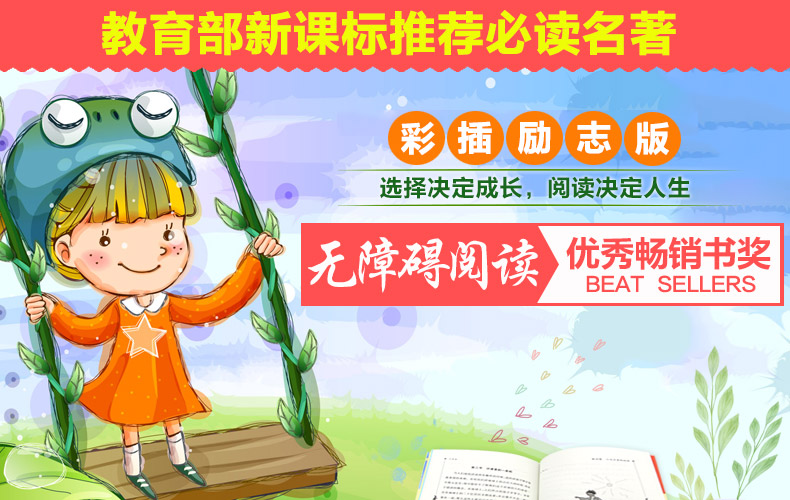 教育部新课标推荐必读名著
彩插励志版
选择决定成长，阅读决定人生
无障碍阅读
优秀畅销书奖
BEAT SELLERS